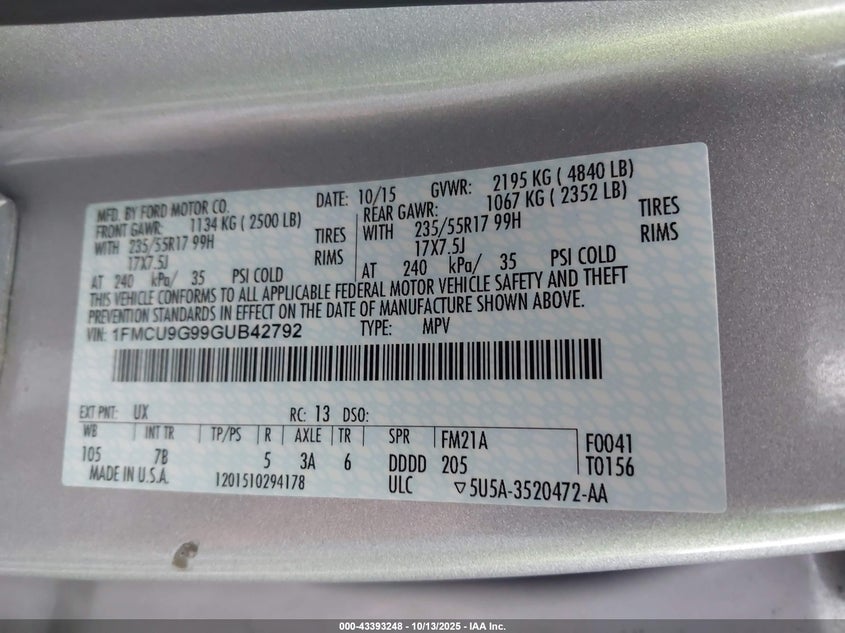 MFD. BY FORD MOTOR CO.
DATE: 10/15 GVWR: 2195 KG ( 4840 LB)
FRONT GAWR: 1134 KG ( 2500 LB) REAR GAWR: 1067 KG ( 2352 LB)
WITH 235/55R17 99H TIRES WITH 235/55R17 99H TIRES
17X7.5J RIMS 17X7.5J RIMS
AT 240 kPa/ 35 PSI COLD AT 240 kPa/ 35 PSI COLD
THIS VEHICLE CONFORMS TO ALL APPLICABLE FEDERAL MOTOR VEHICLE SAFETY AND THEFT
PREVENTION STANDARDS IN EFFECT ON THE DATE OF MANUFACTURE SHOWN ABOVE.
VIN: 1FMCU9G99GUB42792 TYPE: MPV
EXT PNT: UX RC: 13 DSO:
WB INT TR TP/PS R AXLE TR SPR FM21A F0041
105 7B 5 3A 6 DDDD 205 T0156
MADE IN U.S.A. 1201510294178 ULC ▽5U5A-3520472-AA
000-43393248 - 10/13/2025 - IAA Inc.